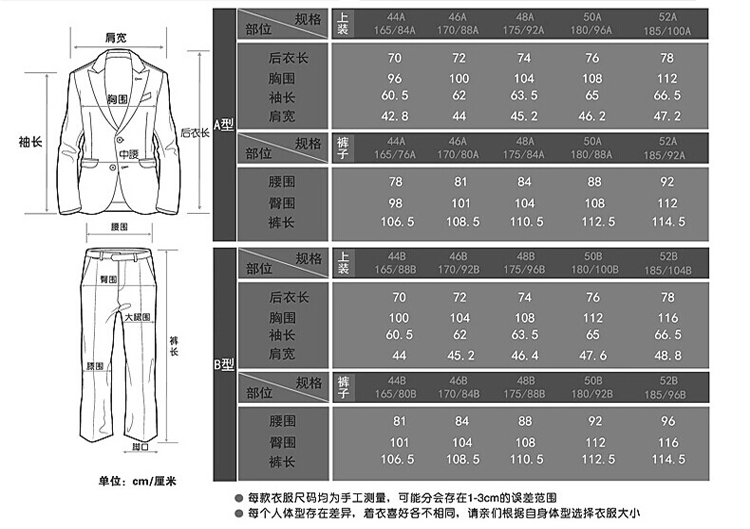 肩宽
胸围
袖长
后衣长
中腰
腰围
臀围
大腿围
裤长
膝围
脚口
单位：cm/厘米
A型
规格
部位
上装
44A 46A 48A 50A 52A
165/84A 170/88A 175/92A 180/96A 185/100A
后衣长 70 72 74 76 78
胸围 96 100 104 108 112
袖长 60.5 62 63.5 65 66.5
肩宽 42.8 44 45.2 46.2 47.2
规格
部位
裤子
44A 46A 48A 50A 52A
165/76A 170/80A 175/84A 180/88A 185/92A
腰围 78 81 84 88 92
臀围 98 101 104 108 112
裤长 106.5 108.5 110.5 112.5 114.5
B型
规格
部位
上装
44B 46B 48B 50B 52B
165/88B 170/92B 175/96B 180/100B 185/104B
后衣长 70 72 74 76 78
胸围 100 104 108 112 116
袖长 60.5 62 63.5 65 66.5
肩宽 44 45.2 46.4 47.6 48.8
规格
部位
裤子
44B 46B 48B 50B 52B
165/80B 170/84B 175/88B 180/92B 185/96B
腰围 81 84 88 92 96
臀围 101 104 108 112 116
裤长 106.5 108.5 110.5 112.5 114.5
● 每款衣服尺码均为手工测量，可能分会存在1-3cm的误差范围
● 每个人体型存在差异，着衣喜好各不相同，请亲们根据自身体型选择衣服大小